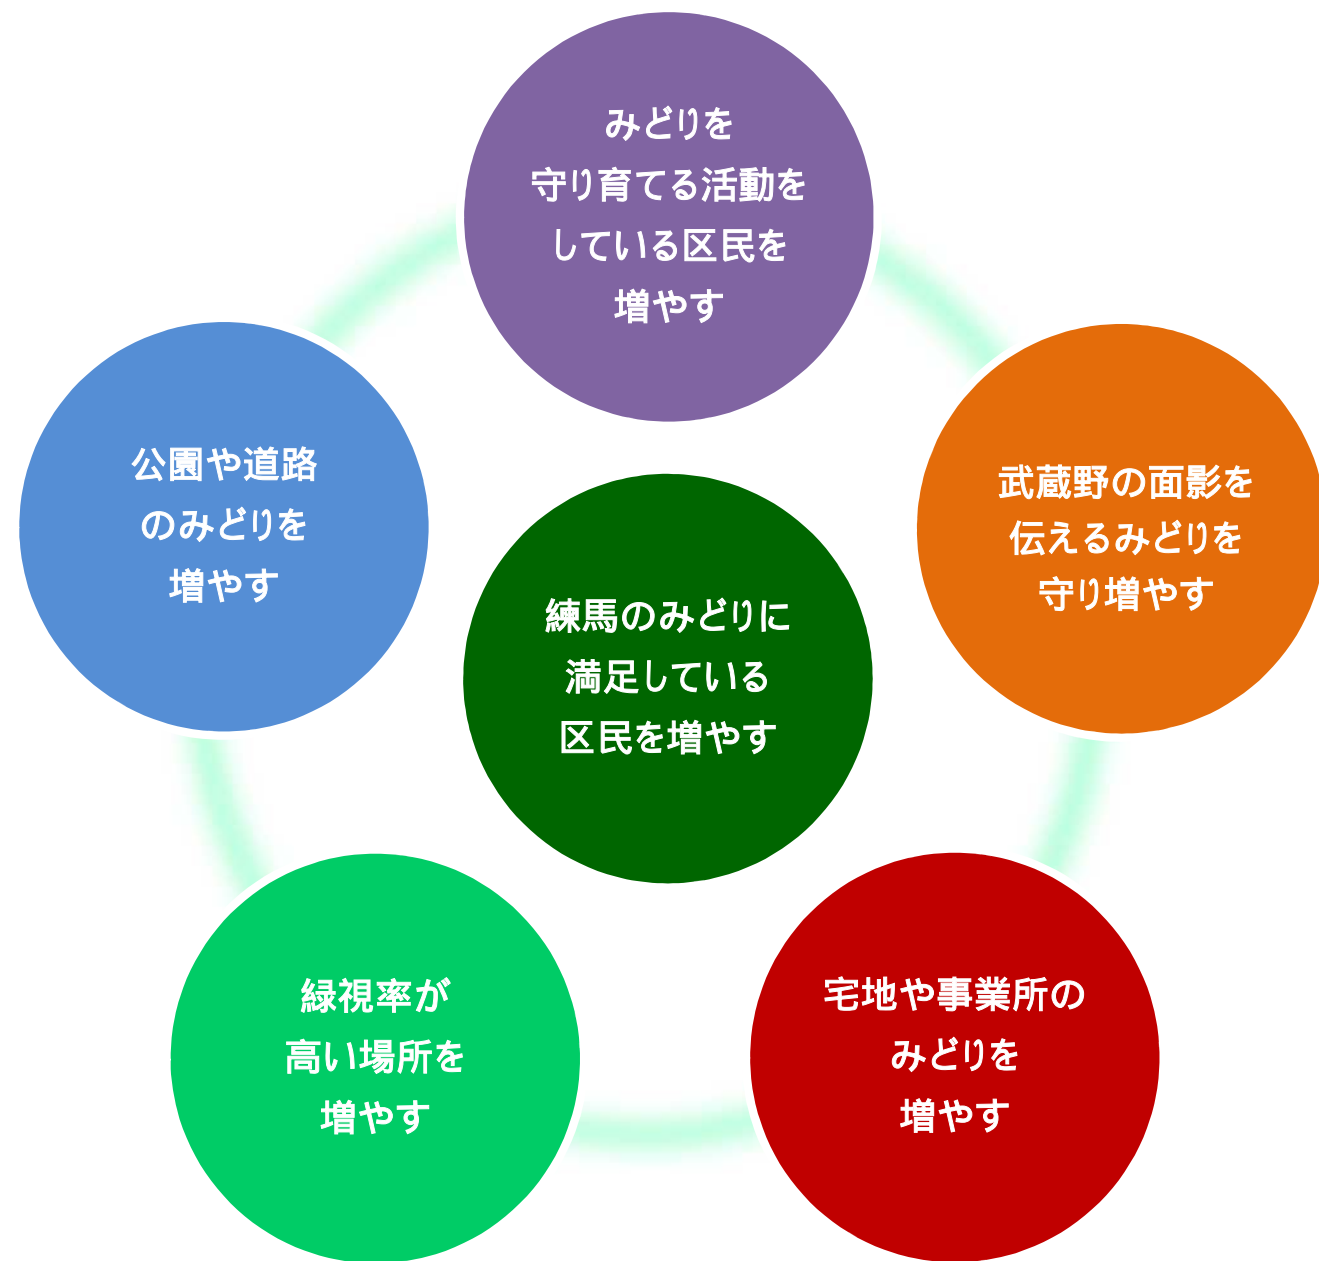 みどりを
守り育てる活動を
している区民を
増やす
公園や道路
のみどりを
増やす
武蔵野の面影を
伝えるみどりを
守り増やす
練馬のみどりに
満足している
区民を増やす
緑視率が
高い場所を
増やす
宅地や事業所の
みどりを
増やす